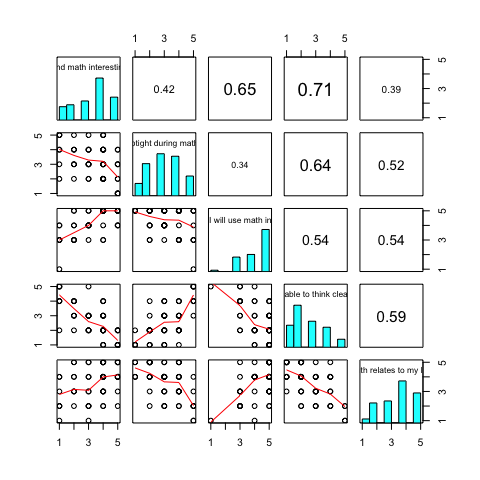 1 3 5
1 3 5
nd math interestin
0.42
0.65
0.71
0.39
1 3 5
1 3 5
otight during math
0.34
0.64
0.52
I will use math in
0.54
0.54
1 3 5
1 3 5
able to think clea
0.59
th relates to my l
1 3 5
1 3 5
1 3 5
1 3 5